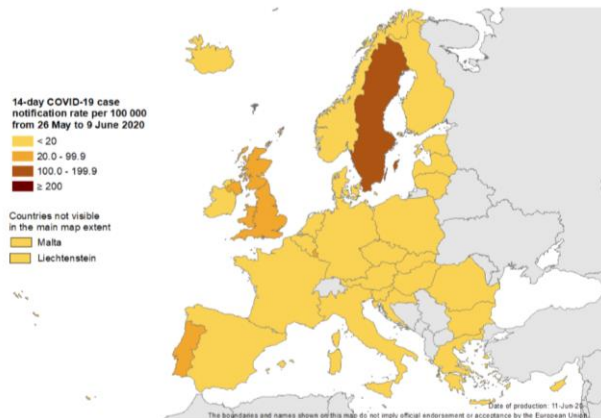 14-day COVID-19 case
notification rate per 100 000
from 26 May to 9 June 2020
< 20
20.0 - 99.9
100.0 - 199.9
≥ 200
Countries not visible
in the main map extent
Malta
Liechtenstein
Date of production: 11-Jun-20
The boundaries and names shown on this map do not imply official endorsement or acceptance by the European Union.